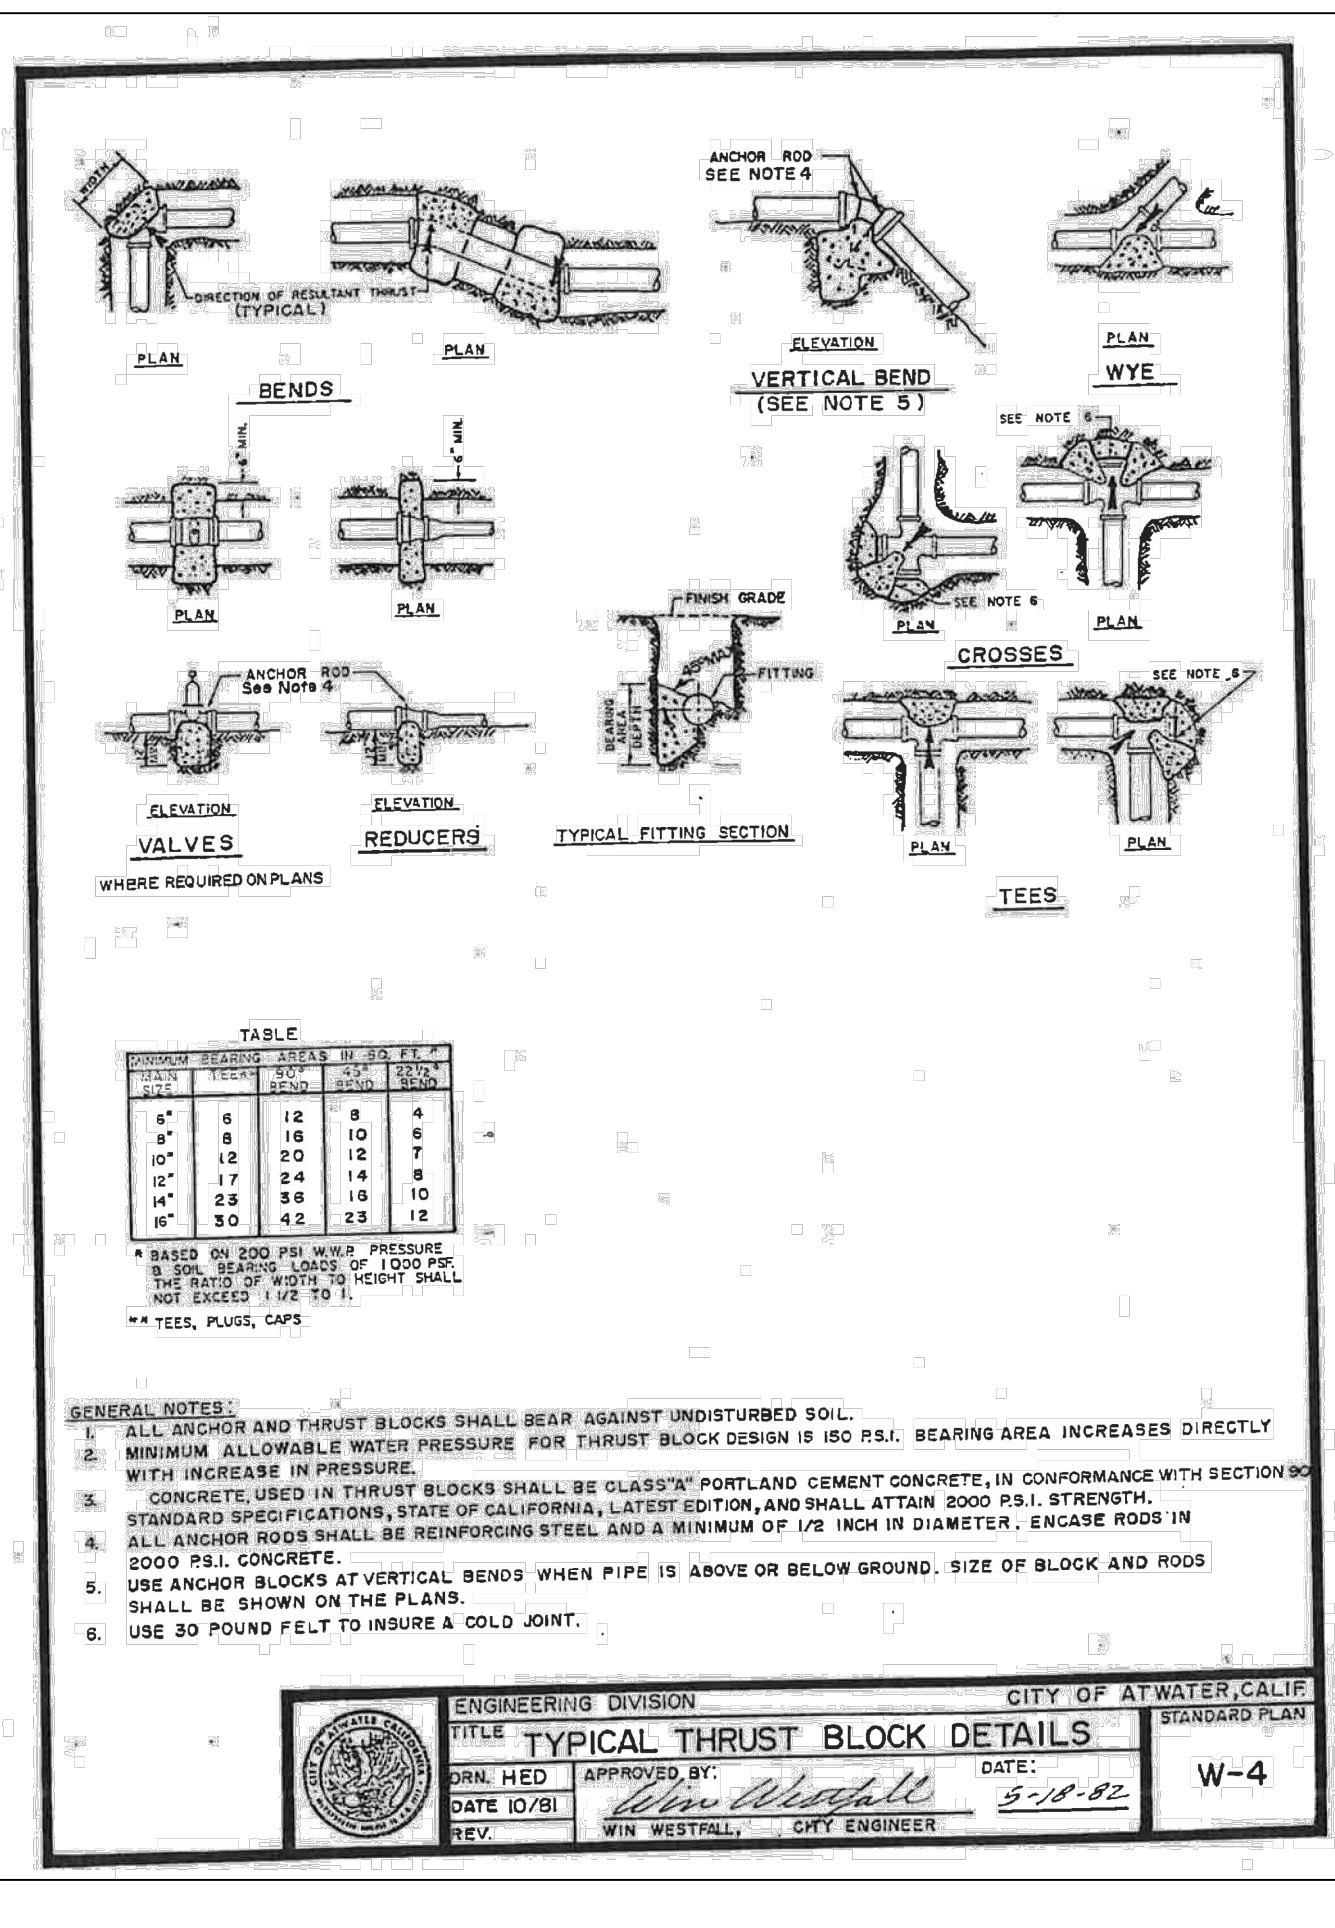 WIDTH
DIRECTION OF RESULTANT THRUST
(TYPICAL)
PLAN
PLAN
BENDS
ANCHOR ROD
SEE NOTE 4
ELEVATION
VERTICAL BEND
(SEE NOTE 5)
PLAN
WYE
6" MIN.
6" MIN.
PLAN
PLAN
SEE NOTE 6
SEE NOTE 6
PLAN
PLAN
CROSSES
ANCHOR ROD
See Note 4
ELEVATION
VALVES
WHERE REQUIRED ON PLANS
ELEVATION
REDUCERS
FINISH GRADE
45° MAX
FITTING
BEARING
AREA
DEPTH
TYPICAL FITTING SECTION
SEE NOTE 6
PLAN
PLAN
TEES
TABLE
MINIMUM BEARING AREAS IN SQ. FT. *
MAIN SIZE TEE** 90° BEND 45° BEND 22 1/2° BEND
6" 6 12 8 4
8" 8 16 10 6
10" 12 20 12 7
12" 17 24 14 8
14" 23 36 18 10
16" 30 42 23 12
* BASED ON 200 PSI W.W.P. PRESSURE
& SOIL BEARING LOADS OF 1000 PSF.
THE RATIO OF WIDTH TO HEIGHT SHALL
NOT EXCEED 1 1/2 TO 1.
** TEES, PLUGS, CAPS
GENERAL NOTES:
1. ALL ANCHOR AND THRUST BLOCKS SHALL BEAR AGAINST UNDISTURBED SOIL.
2. MINIMUM ALLOWABLE WATER PRESSURE FOR THRUST BLOCK DESIGN IS 150 P.S.I. BEARING AREA INCREASES DIRECTLY
WITH INCREASE IN PRESSURE.
3. CONCRETE, USED IN THRUST BLOCKS SHALL BE CLASS "A" PORTLAND CEMENT CONCRETE, IN CONFORMANCE WITH SECTION 90
STANDARD SPECIFICATIONS, STATE OF CALIFORNIA, LATEST EDITION, AND SHALL ATTAIN 2000 P.S.I. STRENGTH.
4. ALL ANCHOR RODS SHALL BE REINFORCING STEEL AND A MINIMUM OF 1/2 INCH IN DIAMETER. ENCASE RODS IN
2000 P.S.I. CONCRETE.
5. USE ANCHOR BLOCKS AT VERTICAL BENDS WHEN PIPE IS ABOVE OR BELOW GROUND. SIZE OF BLOCK AND RODS
SHALL BE SHOWN ON THE PLANS.
6. USE 30 POUND FELT TO INSURE A COLD JOINT.
ENGINEERING DIVISION CITY OF ATWATER, CALIF.
TITLE TYPICAL THRUST BLOCK DETAILS
STANDARD PLAN
W-4
DRN. HED
DATE 10/81
REV.
APPROVED BY: Win Westfall
DATE: 5-18-82
WIN WESTFALL, CITY ENGINEER
CITY OF ATWATER CALIFORNIA